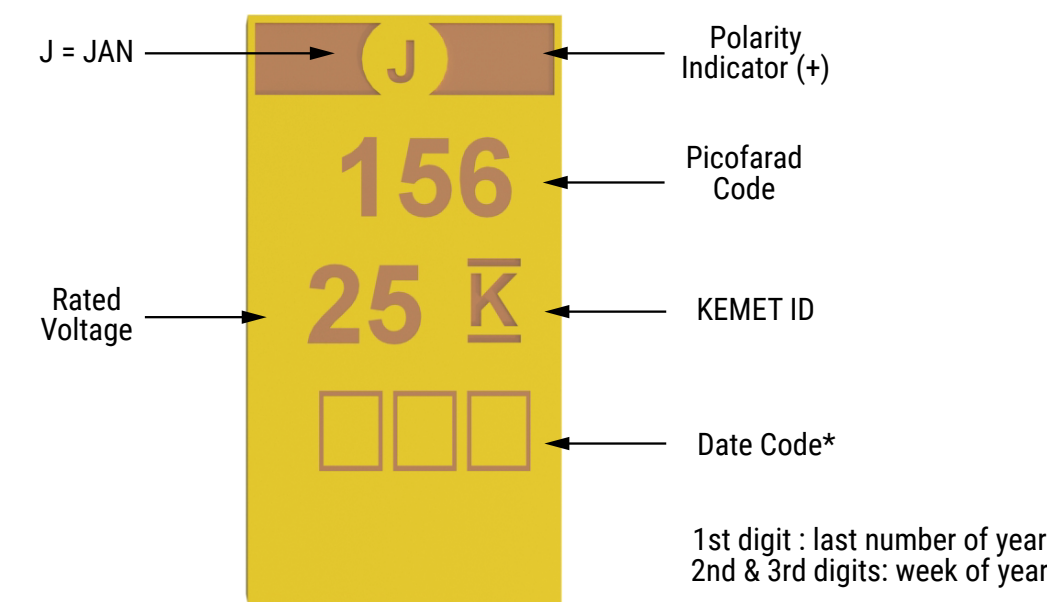 J = JAN
J
Polarity
Indicator (+)
156
Picofarad
Code
Rated
Voltage
25 K
KEMET ID
Date Code*
1st digit : last number of year
2nd & 3rd digits: week of year